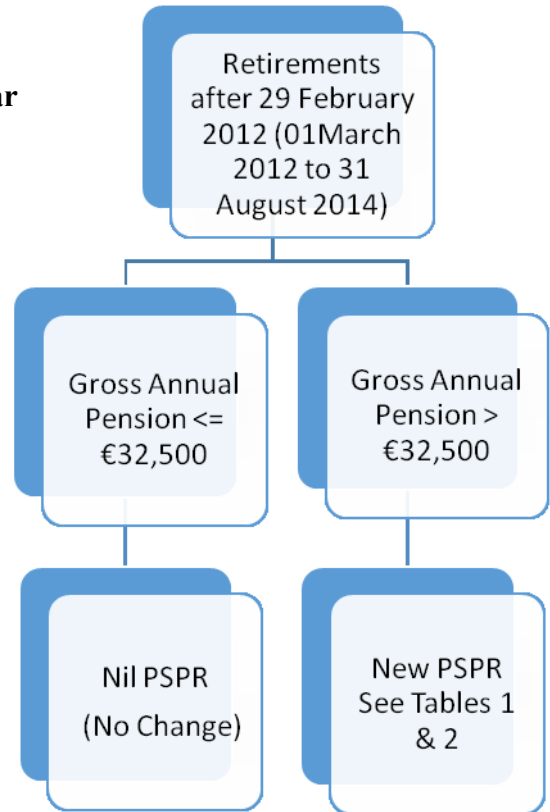 ar
Retirements
after 29 February
2012 (01March
2012 to 31
August 2014)
Gross Annual
Pension <=
€32,500
Gross Annual
Pension >
€32,500
Nil PSPR
(No Change)
New PSPR
See Tables 1
& 2